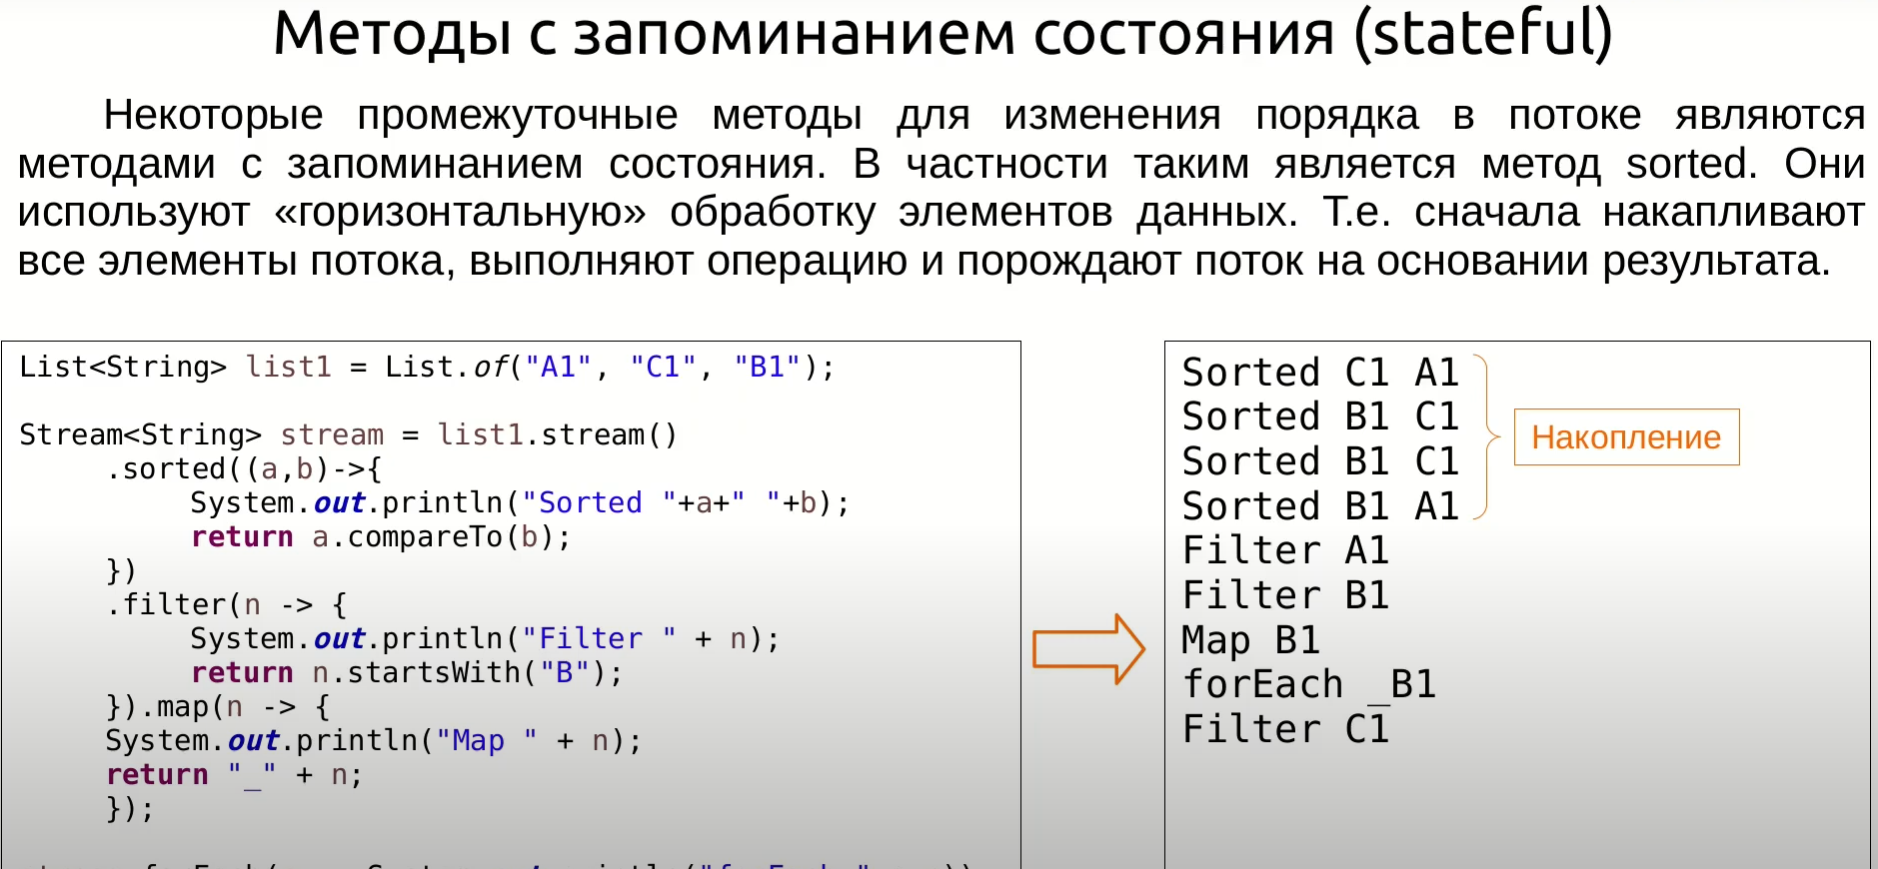 Методы с запоминанием состояния (stateful)
Некоторые промежуточные методы для изменения порядка в потоке являются
методами с запоминанием состояния. В частности таким является метод sorted. Они
используют «горизонтальную» обработку элементов данных. Т.е. сначала накапливают
все элементы потока, выполняют операцию и порождают поток на основании результата.
List<String> list1 = List.of("A1", "C1", "B1");
Stream<String> stream = list1.stream()
.sorted((a,b)->{
System.out.println("Sorted "+a+" "+b);
return a.compareTo(b);
})
.filter(n -> {
System.out.println("Filter " + n);
return n.startsWith("B");
}).map(n -> {
System.out.println("Map " + n);
return "_" + n;
});
Sorted C1 A1
Sorted B1 C1
Sorted B1 C1
Sorted B1 A1
Filter A1
Filter B1
Map B1
forEach _B1
Filter C1
Накопление